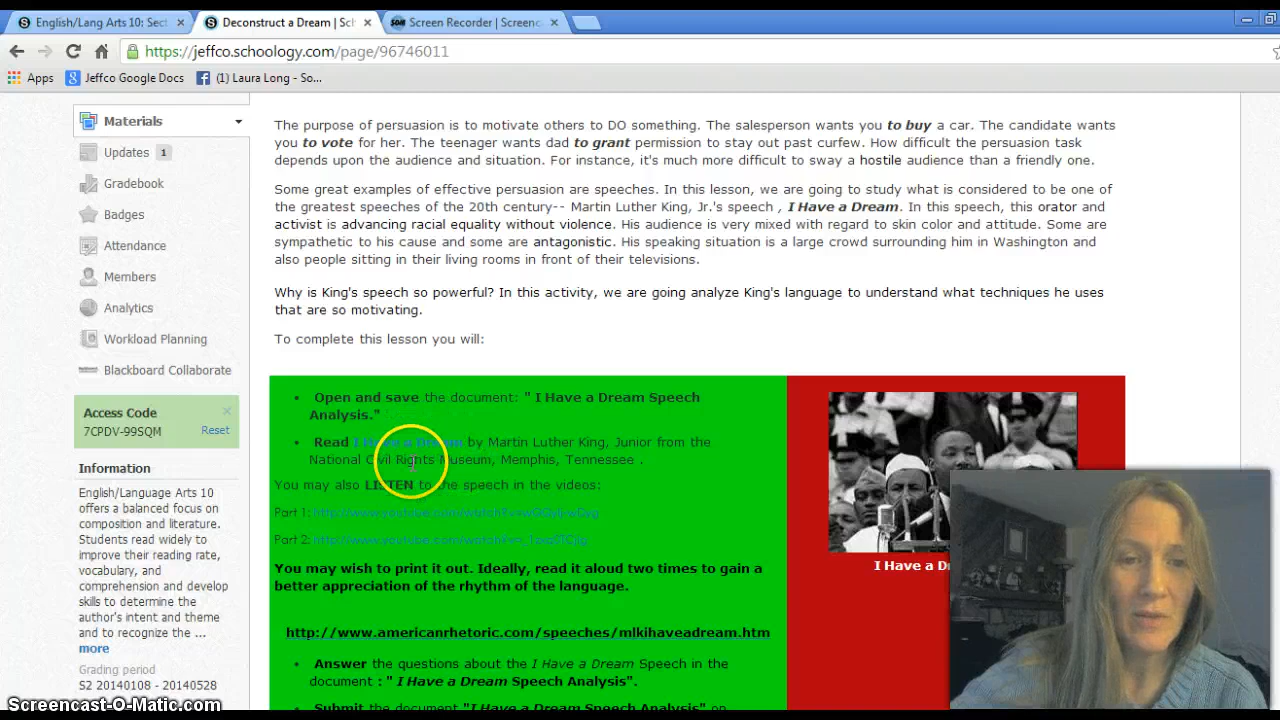 English/Lang Arts 10: Sect
Deconstruct a Dream | Sch
Screen Recorder | Screenc
https://jeffco.schoology.com/page/96746011
Apps
Jeffco Google Docs
(1) Laura Long - So...
Materials
Updates 1
Gradebook
Badges
Attendance
Members
Analytics
Workload Planning
Blackboard Collaborate
Access Code
7CPDV-99SQM
Reset
Information
English/Language Arts 10
offers a balanced focus on
composition and literature.
Students read widely to
improve their reading rate,
vocabulary, and
comprehension and develop
skills to determine the
author's intent and theme
and to recognize the ...
more
Grading period
S2 20140108 - 20140528
The purpose of persuasion is to motivate others to DO something. The salesperson wants you to buy a car. The candidate wants
you to vote for her. The teenager wants dad to grant permission to stay out past curfew. How difficult the persuasion task
depends upon the audience and situation. For instance, it's much more difficult to sway a hostile audience than a friendly one.
Some great examples of effective persuasion are speeches. In this lesson, we are going to study what is considered to be one of
the greatest speeches of the 20th century-- Martin Luther King, Jr.'s speech , I Have a Dream. In this speech, this orator and
activist is advancing racial equality without violence. His audience is very mixed with regard to skin color and attitude. Some are
sympathetic to his cause and some are antagonistic. His speaking situation is a large crowd surrounding him in Washington and
also people sitting in their living rooms in front of their televisions.
Why is King's speech so powerful? In this activity, we are going analyze King's language to understand what techniques he uses
that are so motivating.
To complete this lesson you will:
• Open and save the document: " I Have a Dream Speech
Analysis."
• Read I Have a Dream by Martin Luther King, Junior from the
National Civil Rights Museum, Memphis, Tennessee .
You may also LISTEN to the speech in the videos:
Part 1:
Part 2:
You may wish to print it out. Ideally, read it aloud two times to gain a
better appreciation of the rhythm of the language.
http://www.americanrhetoric.com/speeches/mlkihaveadream.htm
• Answer the questions about the I Have a Dream Speech in the
document : " I Have a Dream Speech Analysis".
• Submit the document "I Have a Dream Speech Analysis" on
I Have a D
Screencast-O-Matic.com